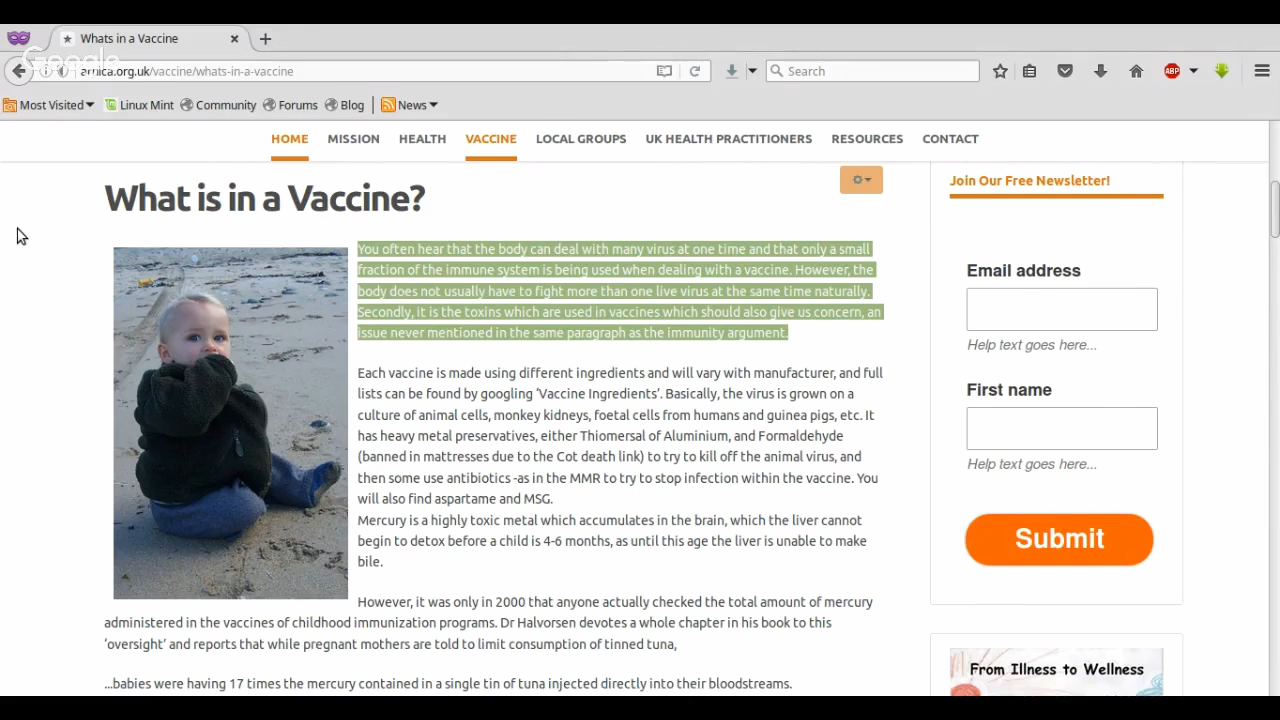 Whats in a Vaccine
Google
arnica.org.uk/vaccine/whats-in-a-vaccine
Search
ABP
Most Visited
Linux Mint
Community
Forums
Blog
News
HOME
MISSION
HEALTH
VACCINE
LOCAL GROUPS
UK HEALTH PRACTITIONERS
RESOURCES
CONTACT
What is in a Vaccine?
You often hear that the body can deal with many virus at one time and that only a small
fraction of the immune system is being used when dealing with a vaccine. However, the
body does not usually have to fight more than one live virus at the same time naturally.
Secondly, it is the toxins which are used in vaccines which should also give us concern, an
issue never mentioned in the same paragraph as the immunity argument.
Each vaccine is made using different ingredients and will vary with manufacturer, and full
lists can be found by googling ‘Vaccine Ingredients’. Basically, the virus is grown on a
culture of animal cells, monkey kidneys, foetal cells from humans and guinea pigs, etc. It
has heavy metal preservatives, either Thiomersal of Aluminium, and Formaldehyde
(banned in mattresses due to the Cot death link) to try to kill off the animal virus, and
then some use antibiotics -as in the MMR to try to stop infection within the vaccine. You
will also find aspartame and MSG.
Mercury is a highly toxic metal which accumulates in the brain, which the liver cannot
begin to detox before a child is 4-6 months, as until this age the liver is unable to make
bile.
However, it was only in 2000 that anyone actually checked the total amount of mercury
administered in the vaccines of childhood immunization programs. Dr Halvorsen devotes a whole chapter in his book to this
‘oversight’ and reports that while pregnant mothers are told to limit consumption of tinned tuna,
...babies were having 17 times the mercury contained in a single tin of tuna injected directly into their bloodstreams.
Join Our Free Newsletter!
Email address
Help text goes here...
First name
Help text goes here...
Submit
From Illness to Wellness